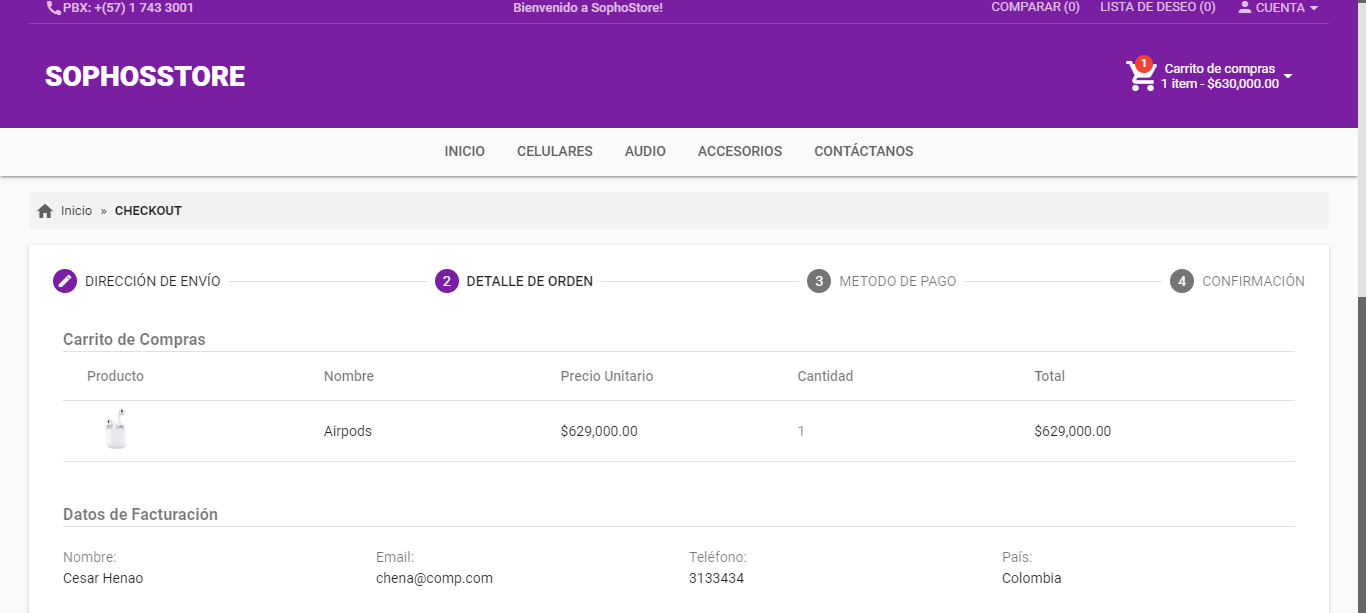 PBX: +(57) 1 743 3001
Bienvenido a SophoStore!
COMPARAR (0)
LISTA DE DESEO (0)
CUENTA
SOPHOSSTORE
1
Carrito de compras
1 item - $630,000.00
INICIO
CELULARES
AUDIO
ACCESORIOS
CONTÁCTANOS
Inicio » CHECKOUT
DIRECCIÓN DE ENVÍO
2 DETALLE DE ORDEN
3 METODO DE PAGO
4 CONFIRMACIÓN
Carrito de Compras
Producto Nombre Precio Unitario Cantidad Total
Airpods $629,000.00 1 $629,000.00
Datos de Facturación
Nombre: Email: Teléfono: País:
Cesar Henao chena@comp.com 3133434 Colombia